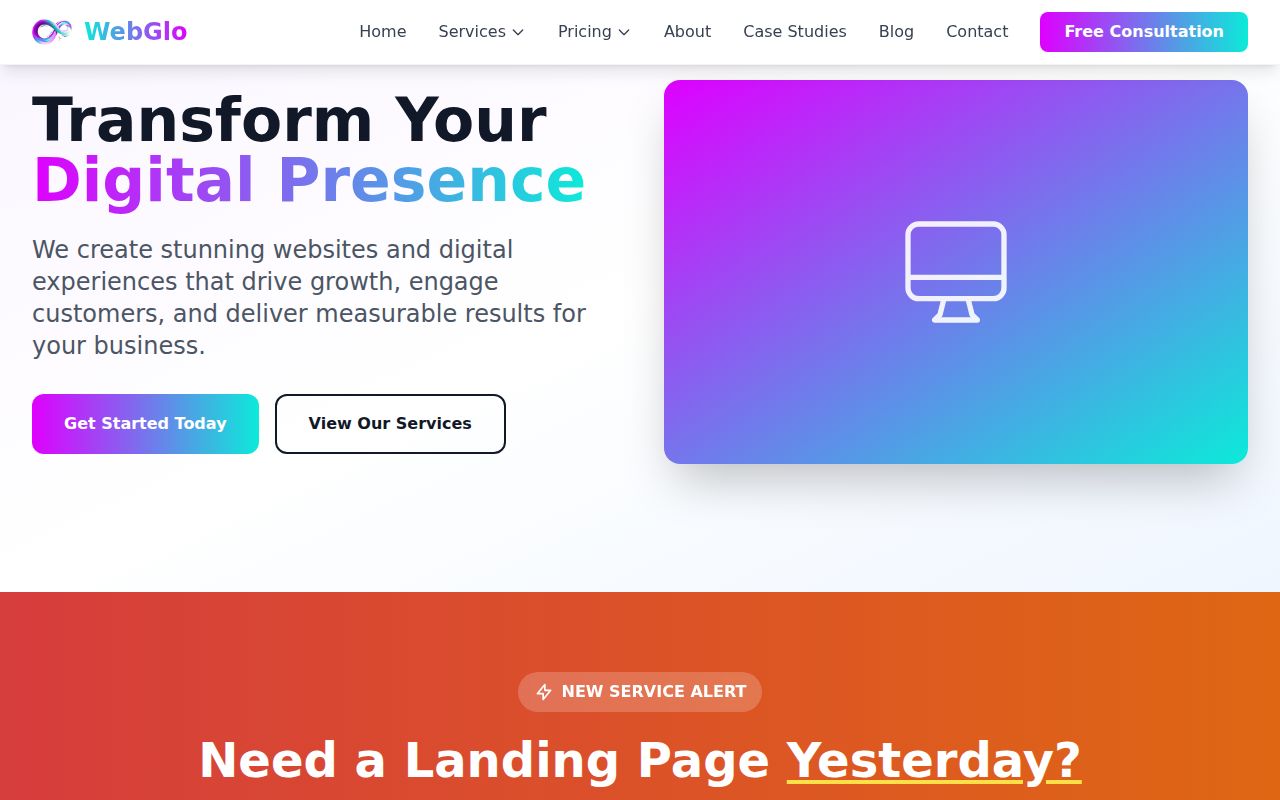 WebGlo
Home Services Pricing About Case Studies Blog Contact Free Consultation
Transform Your
Digital Presence
We create stunning websites and digital
experiences that drive growth, engage
customers, and deliver measurable results for
your business.
Get Started Today View Our Services
NEW SERVICE ALERT
Need a Landing Page Yesterday?